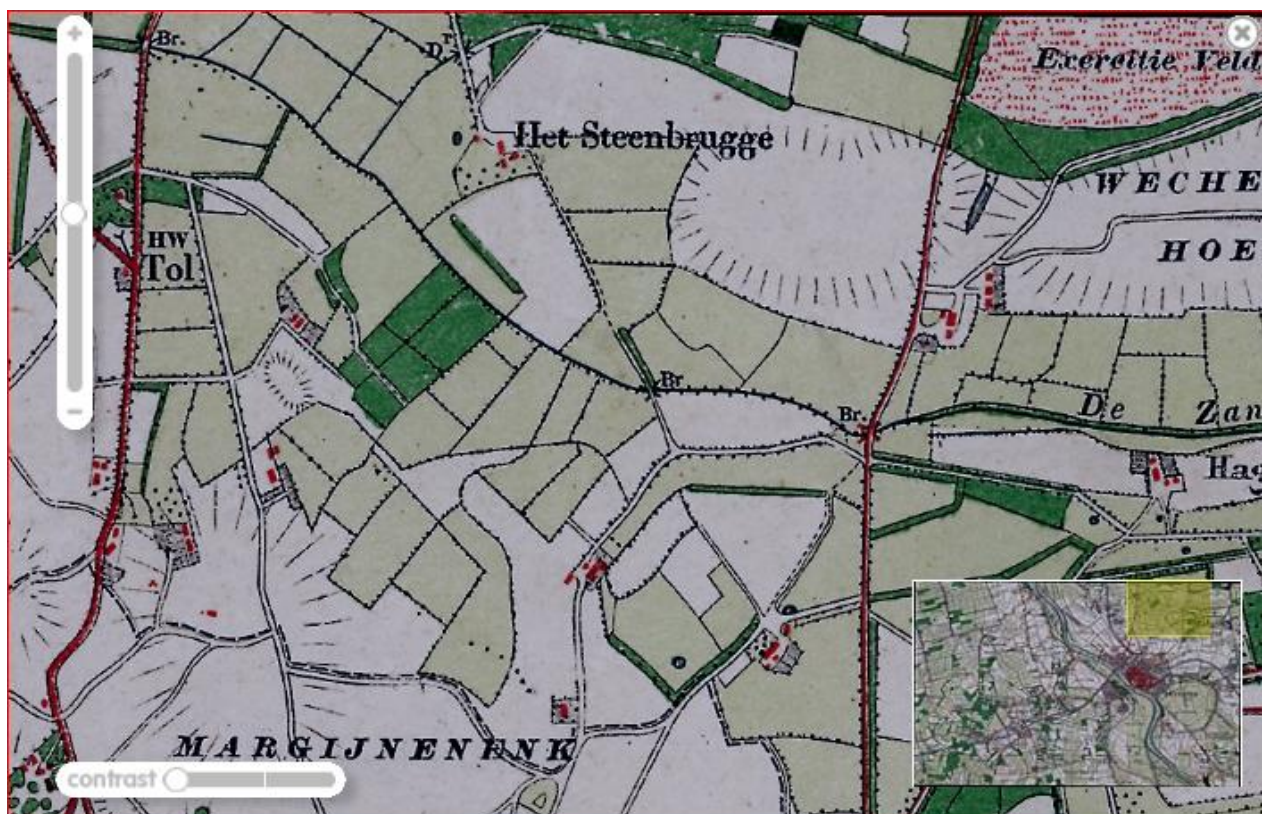 Br.
Dr
Exercitie Veld
Het Steenbrugge
WECHE
HW
HOE
Tol
Br
De Zan
Br.
Hag
MARGIJNENENK
contrast